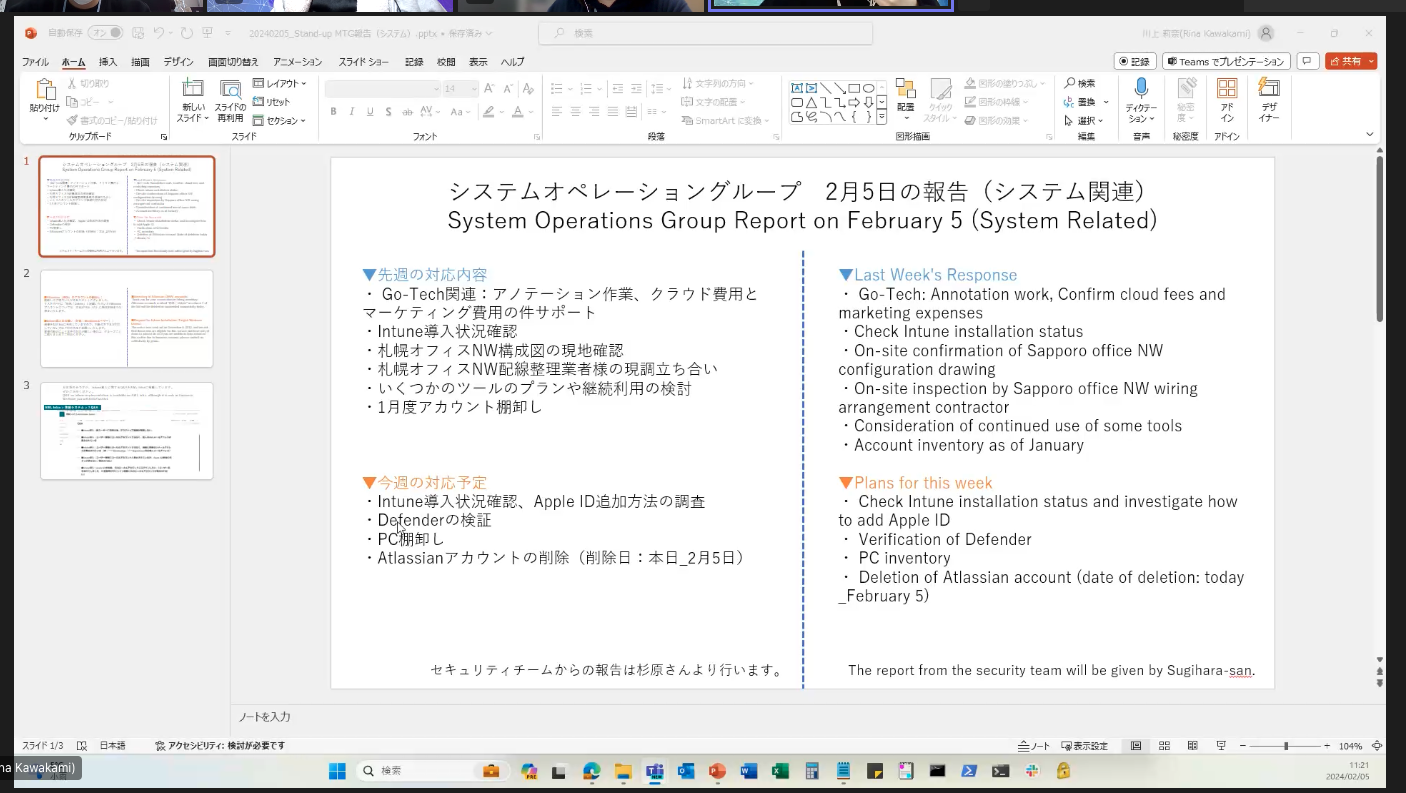 自動保存
オン
20240205_Stand-up MTG報告（システム）.pptx • 保存済み
検索
川上 莉奈(Rina Kawakami)
ファイル
ホーム
挿入
描画
デザイン
画面切り替え
アニメーション
スライド ショー
記録
校閲
表示
ヘルプ
記録
Teams でプレゼンテーション
共有
貼り付け
切り取り
コピー
書式のコピー/貼り付け
クリップボード
新しい
スライド
スライドの
再利用
レイアウト
リセット
セクション
スライド
14
フォント
文字列の方向
文字の配置
SmartArt に変換
段落
配置
クイック
スタイル
図形の塗りつぶし
図形の枠線
図形の効果
図形描画
検索
置換
選択
編集
ディクテー
ション
音声
秘密
度
秘密度
アド
イン
アドイン
デザ
イナー
1
2
3
システムオペレーショングループ　2月5日の報告（システム関連）
System Operations Group Report on February 5 (System Related)
▼先週の対応内容
・ Go-Tech関連：アノテーション作業、クラウド費用と
マーケティング費用の件サポート
・Intune導入状況確認
・札幌オフィスNW構成図の現地確認
・札幌オフィスNW配線整理業者様の現調立ち合い
・いくつかのツールのプランや継続利用の検討
・1月度アカウント棚卸し
▼今週の対応予定
・Intune導入状況確認、Apple ID追加方法の調査
・Defenderの検証
・PC棚卸し
・Atlassianアカウントの削除（削除日：本日_2月5日）
セキュリティチームからの報告は杉原さんより行います。
▼Last Week's Response
・ Go-Tech: Annotation work, Confirm cloud fees and
marketing expenses
・ Check Intune installation status
・ On-site confirmation of Sapporo office NW
configuration drawing
・ On-site inspection by Sapporo office NW wiring
arrangement contractor
・ Consideration of continued use of some tools
・ Account inventory as of January
▼Plans for this week
・ Check Intune installation status and investigate how
to add Apple ID
・ Verification of Defender
・ PC inventory
・ Deletion of Atlassian account (date of deletion: today
_February 5)
The report from the security team will be given by Sugihara-san.
ノートを入力
スライド 1/3
日本語
アクセシビリティ: 検討が必要です
ノート
表示設定
104%
na Kawakami)
検索
11:21
2024/02/05